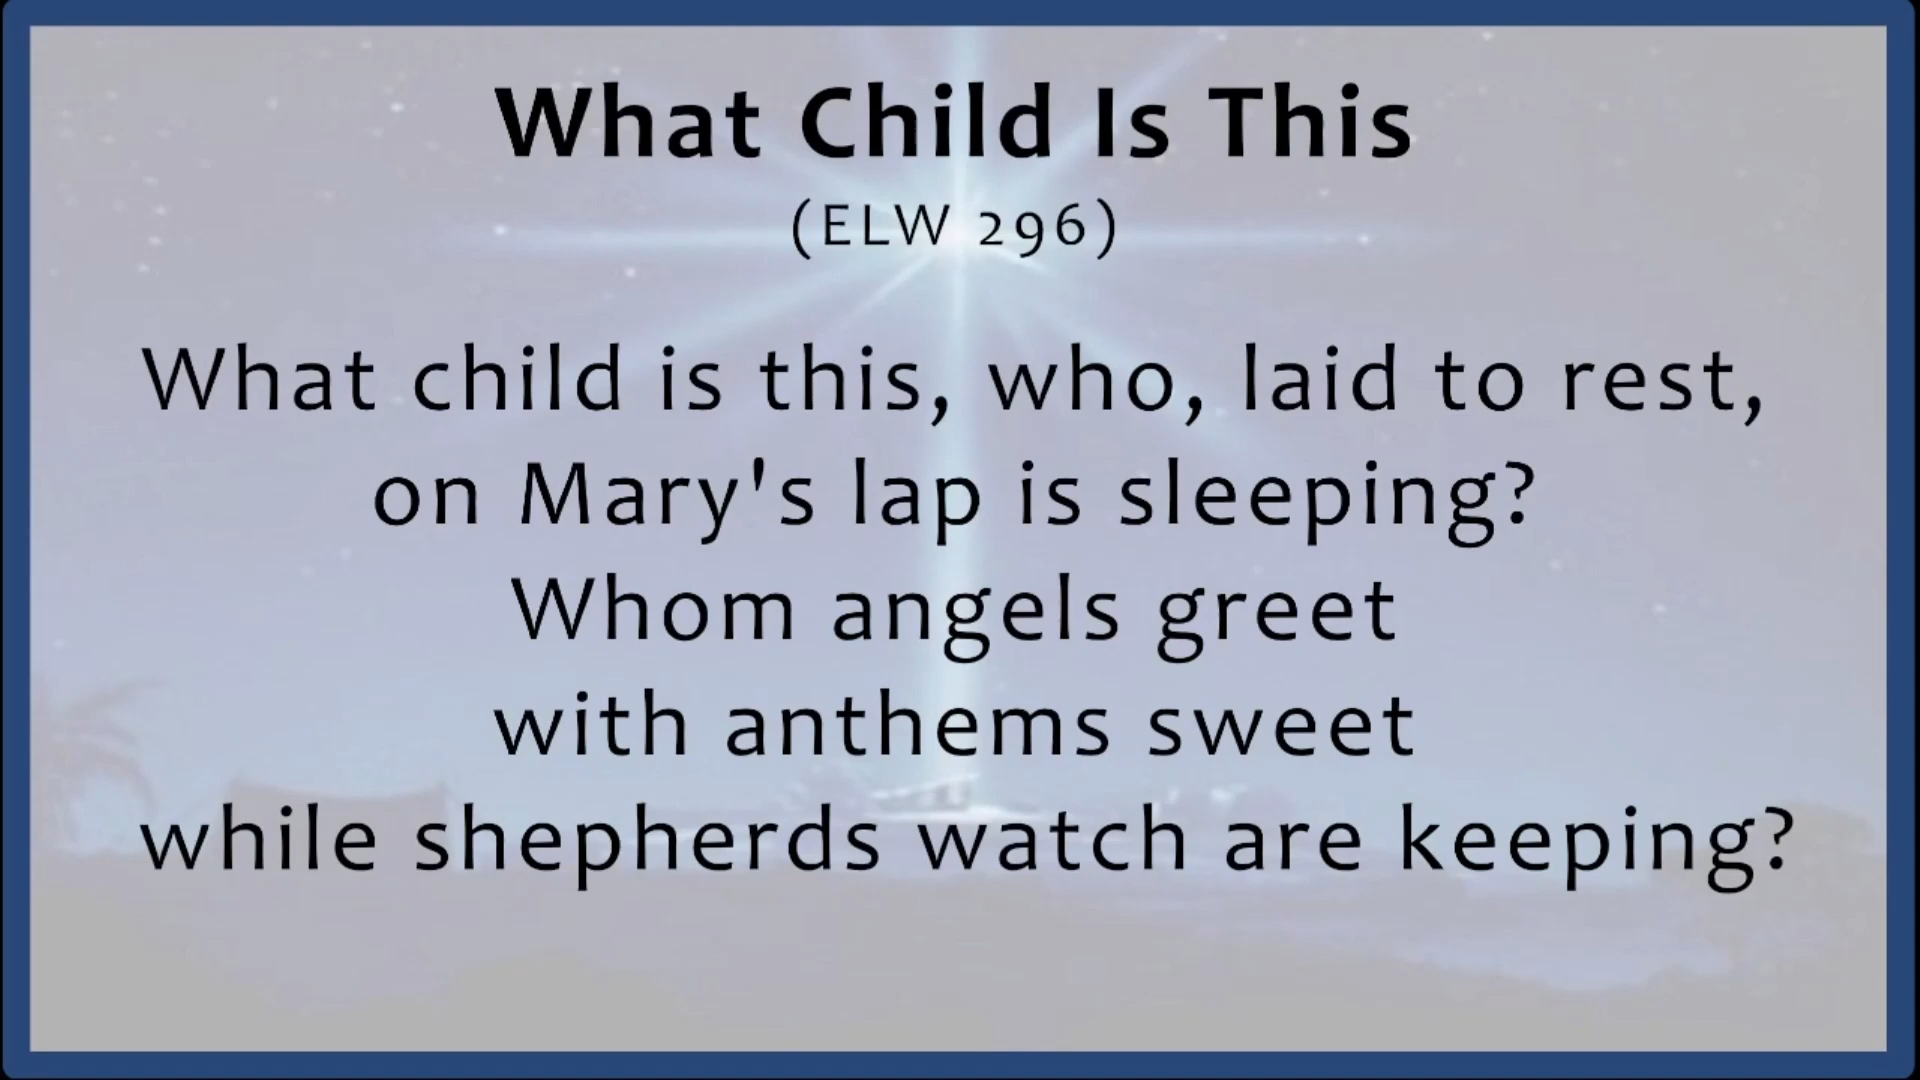 What Child Is This
(ELW 296)
What child is this, who, laid to rest,
on Mary's lap is sleeping?
Whom angels greet
with anthems sweet
while shepherds watch are keeping?